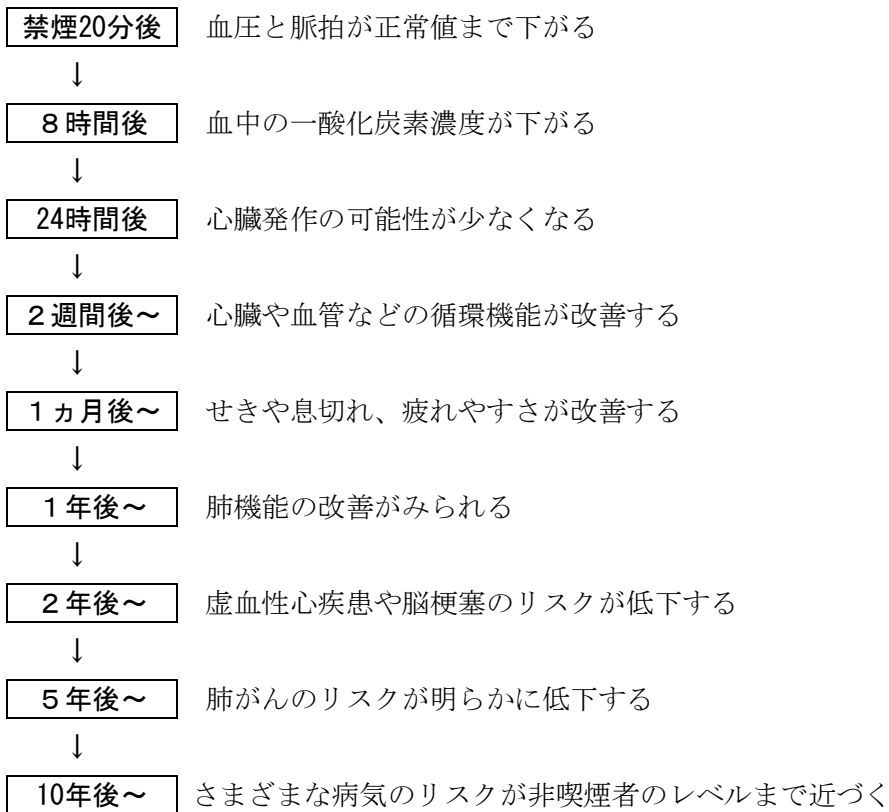 禁煙20分後 血圧と脈拍が正常値まで下がる
↓
８時間後 血中の一酸化炭素濃度が下がる
↓
24時間後 心臓発作の可能性が少なくなる
↓
２週間後～ 心臓や血管などの循環機能が改善する
↓
１ヵ月後～ せきや息切れ、疲れやすさが改善する
↓
１年後～ 肺機能の改善がみられる
↓
２年後～ 虚血性心疾患や脳梗塞のリスクが低下する
↓
５年後～ 肺がんのリスクが明らかに低下する
↓
10年後～ さまざまな病気のリスクが非喫煙者のレベルまで近づく